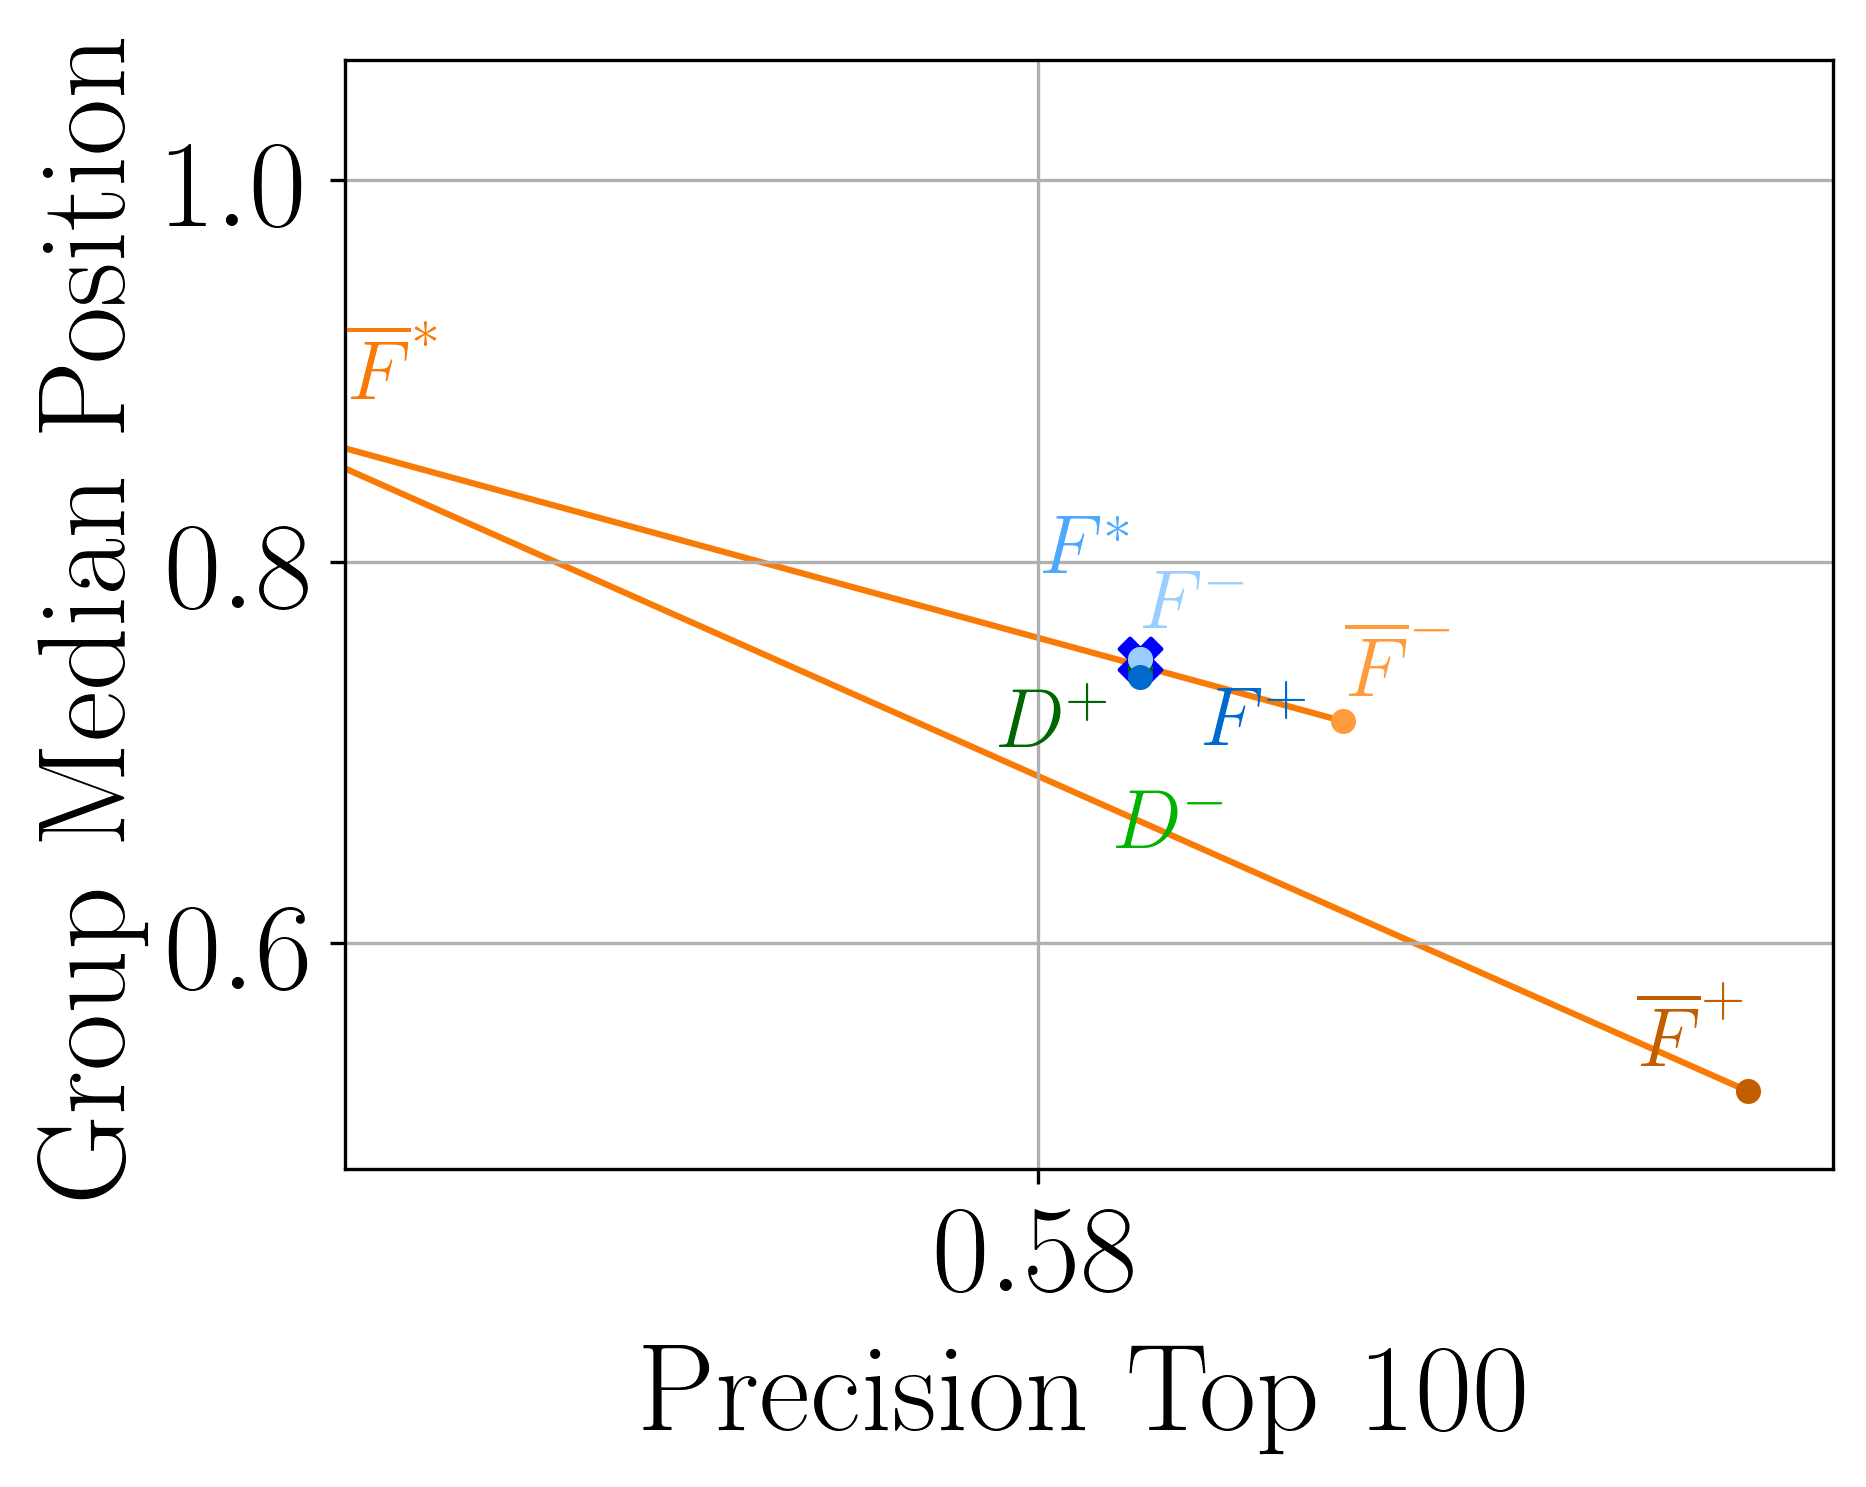 Group Median Position
1.0
0.8
0.6
F̅*
F*
F⁻
F̅⁻
D⁺
F⁺
D⁻
F̅⁺
0.58
Precision Top 100